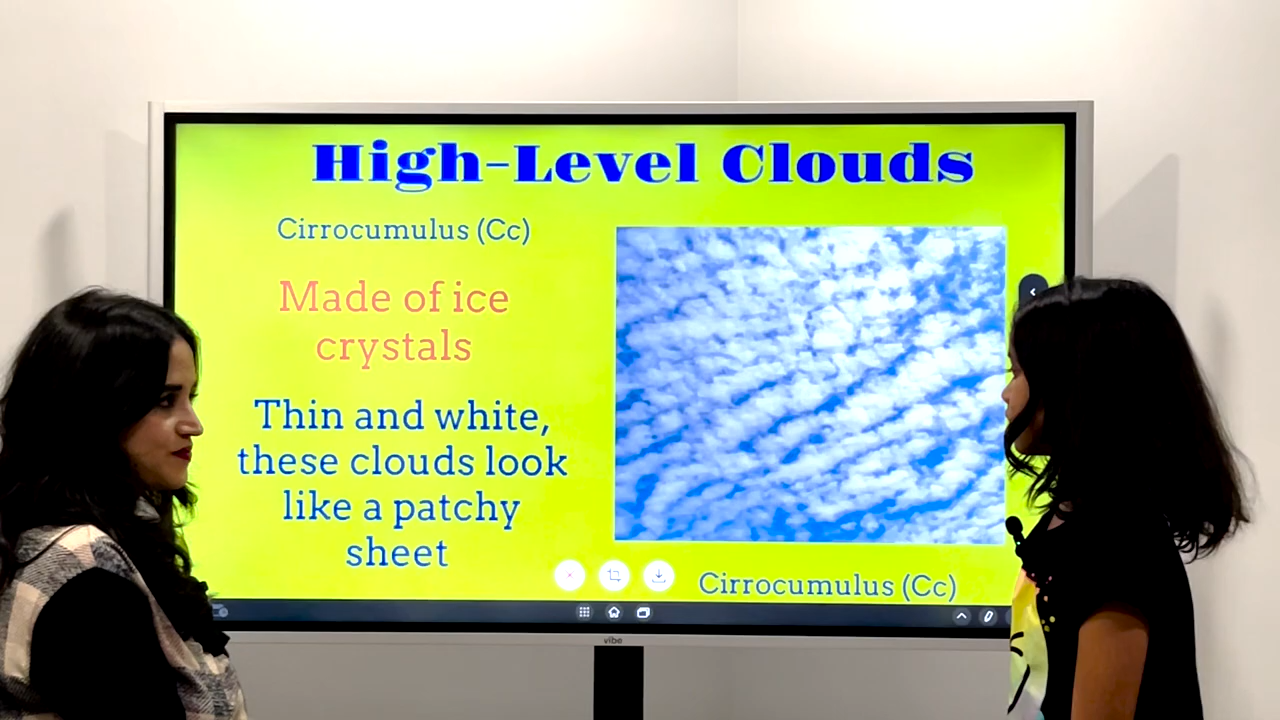 High-Level Clouds
Cirrocumulus (Cc)
Made of ice
crystals
Thin and white,
these clouds look
like a patchy
sheet
Cirrocumulus (Cc)
vibe